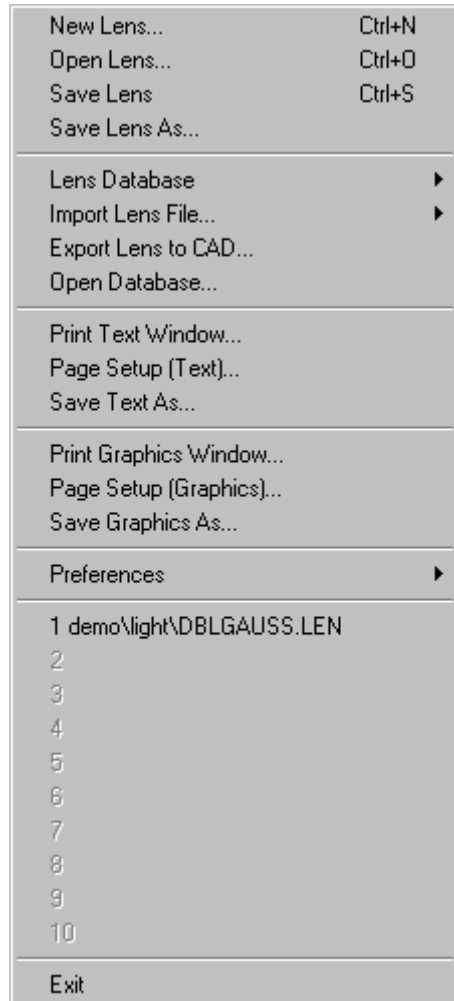 New Lens... Ctrl+N
Open Lens... Ctrl+O
Save Lens Ctrl+S
Save Lens As...
Lens Database
Import Lens File...
Export Lens to CAD...
Open Database...
Print Text Window...
Page Setup (Text)...
Save Text As...
Print Graphics Window...
Page Setup (Graphics)...
Save Graphics As...
Preferences
1 demo\light\DBLGAUSS.LEN
2
3
4
5
6
7
8
9
10
Exit